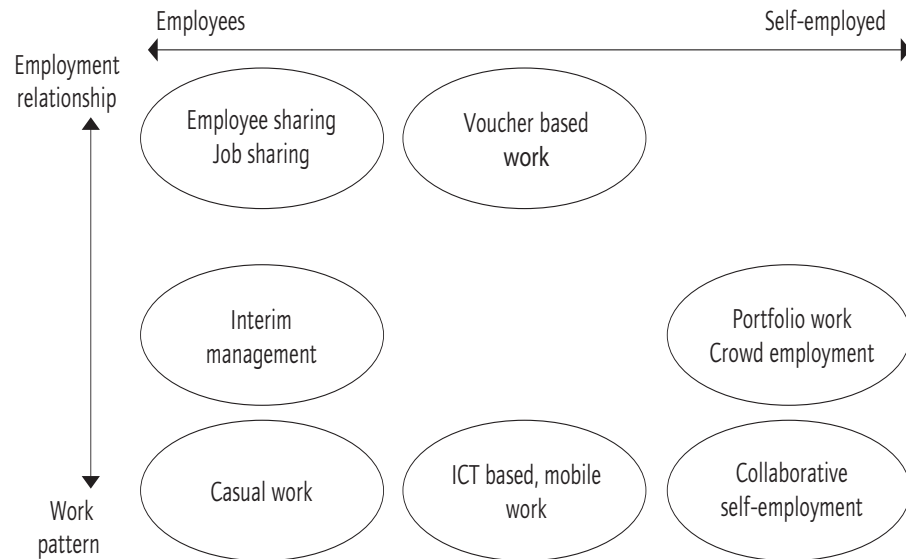 Employees
Self-employed
Employment
relationship
Employee sharing
Job sharing
Voucher based
work
Interim
management
Portfolio work
Crowd employment
Casual work
ICT based, mobile
work
Collaborative
self-employment
Work
pattern